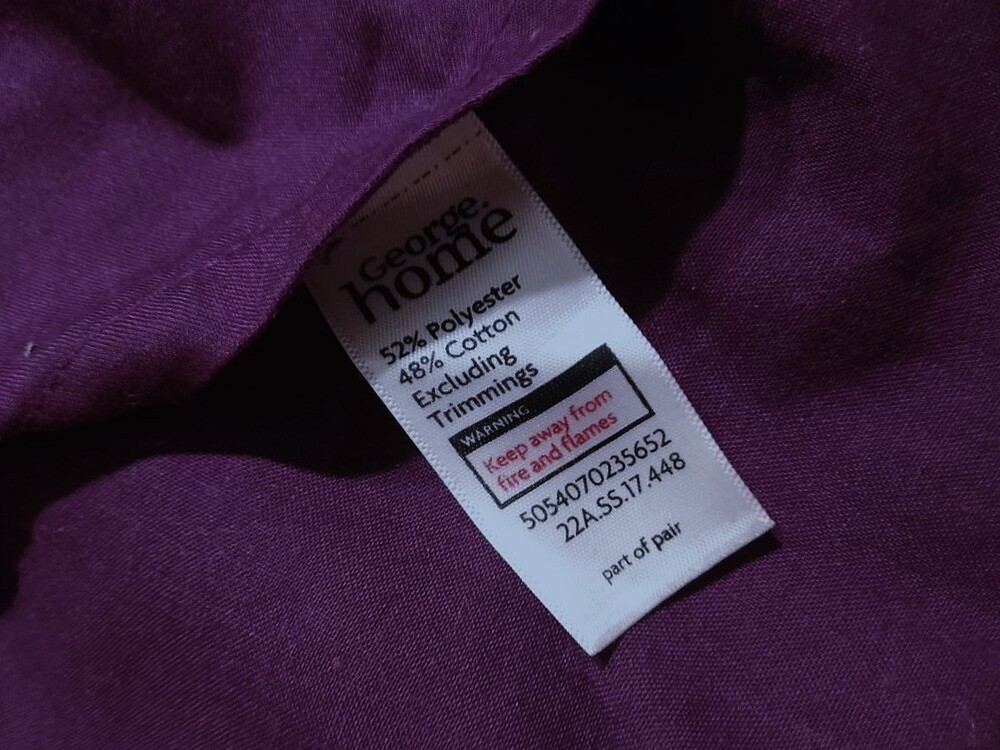 George.
home
52% Polyester
48% Cotton
Excluding
Trimmings
WARNING
Keep away from
fire and flames
5054070235652
22A.SS.17.448
part of pair